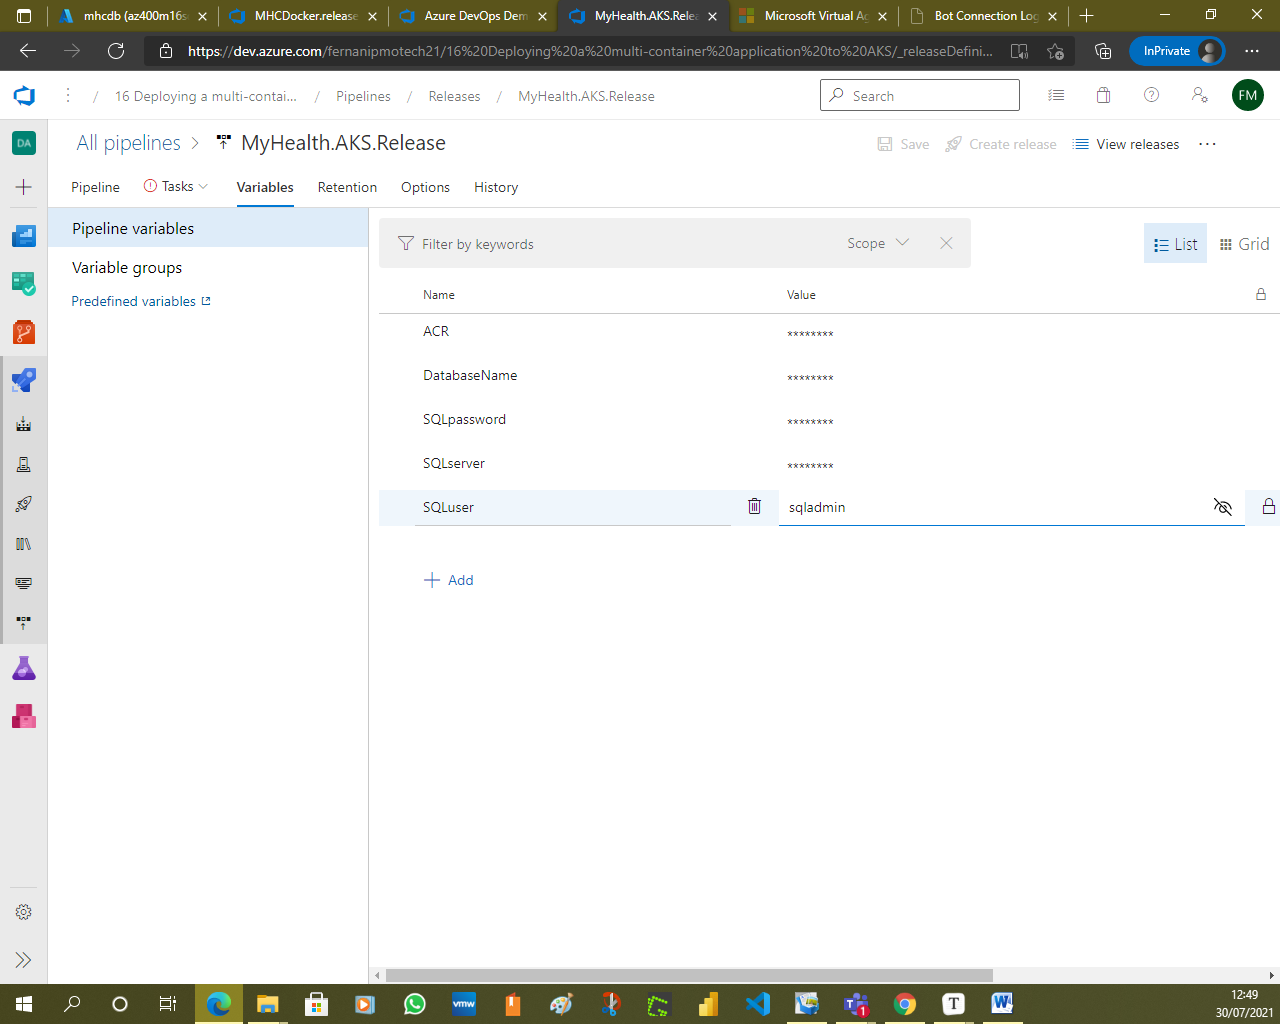 mhcdb (az400m16s
MHCDocker.release
Azure DevOps Dem
MyHealth.AKS.Relea
Microsoft Virtual Ag
Bot Connection Log
https://dev.azure.com/fernanipmotech21/16%20Deploying%20a%20multi-container%20application%20to%20AKS/_releaseDefini...
InPrivate
/ 16 Deploying a multi-contai... / Pipelines / Releases / MyHealth.AKS.Release
Search
FM
DA
All pipelines > MyHealth.AKS.Release
Save
Create release
View releases
Pipeline
Tasks
Variables
Retention
Options
History
Pipeline variables
Variable groups
Predefined variables
Filter by keywords
Scope
List
Grid
Name Value
ACR ********
DatabaseName ********
SQLpassword ********
SQLserver ********
SQLuser sqladmin
+ Add
vmw
1
T
12:49
30/07/2021